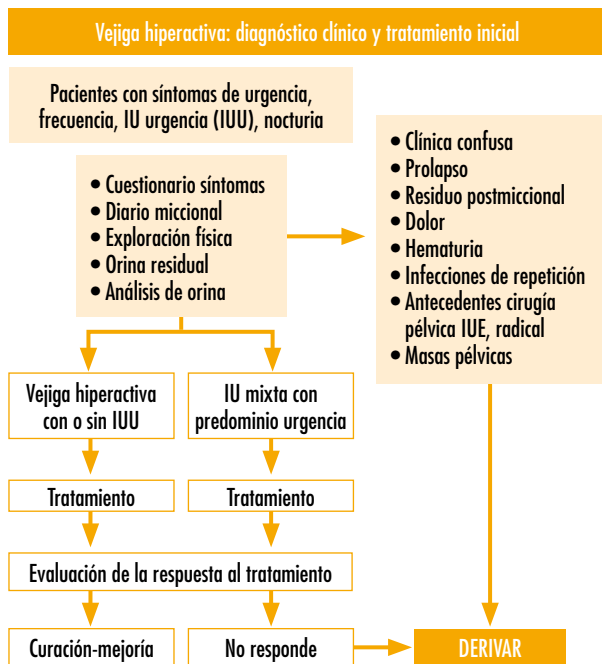 Vejiga hiperactiva: diagnóstico clínico y tratamiento inicial
Pacientes con síntomas de urgencia,
frecuencia, IU urgencia (IUU), nocturia
• Cuestionario síntomas
• Diario miccional
• Exploración física
• Orina residual
• Análisis de orina
• Clínica confusa
• Prolapso
• Residuo postmiccional
• Dolor
• Hematuria
• Infecciones de repetición
• Antecedentes cirugía
pélvica IUE, radical
• Masas pélvicas
Vejiga hiperactiva
con o sin IUU
IU mixta con
predominio urgencia
Tratamiento
Tratamiento
Evaluación de la respuesta al tratamiento
Curación-mejoría
No responde
DERIVAR